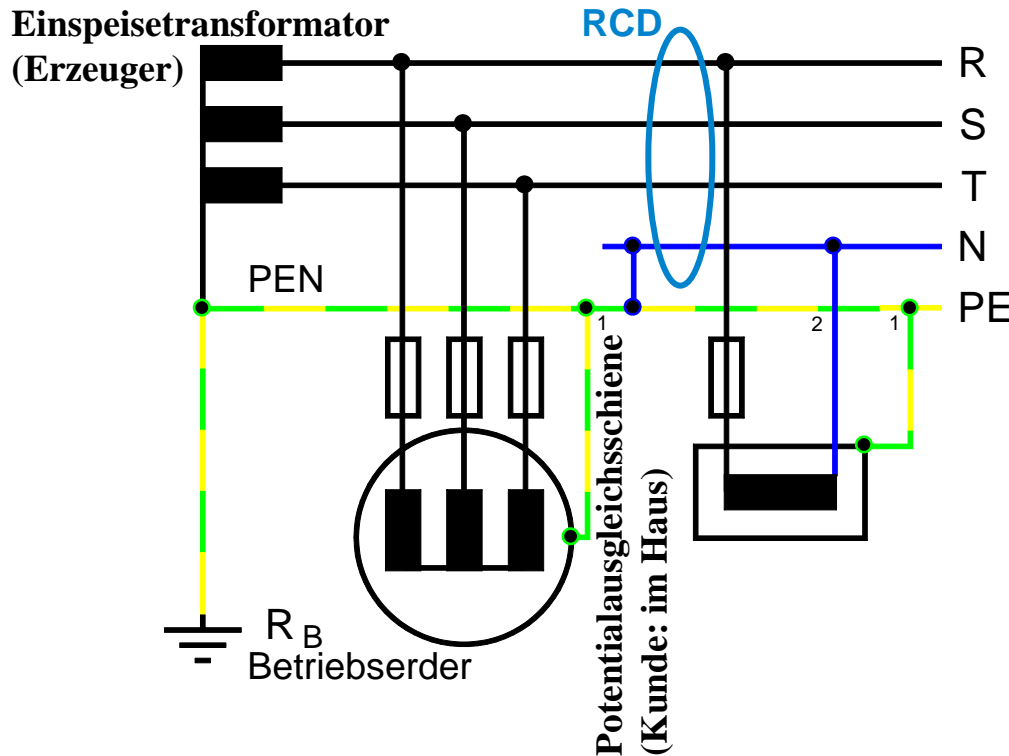 Einspeisetransformator
(Erzeuger)
RCD
R
S
T
N
PEN
PE
1
2
1
Potentialausgleichsschiene
(Kunde: im Haus)
R B
Betriebserder